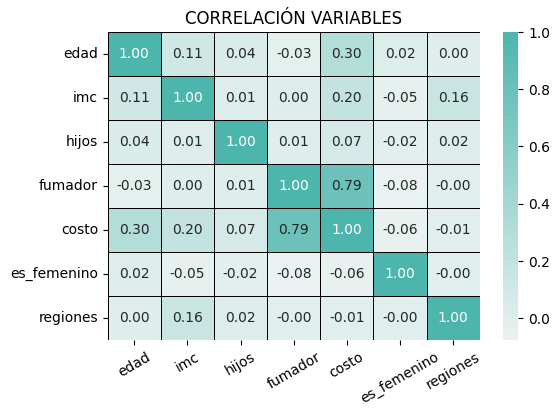 CORRELACIÓN VARIABLES
edad 1.00 0.11 0.04 -0.03 0.30 0.02 0.00
imc 0.11 1.00 0.01 0.00 0.20 -0.05 0.16
hijos 0.04 0.01 1.00 0.01 0.07 -0.02 0.02
fumador -0.03 0.00 0.01 1.00 0.79 -0.08 -0.00
costo 0.30 0.20 0.07 0.79 1.00 -0.06 -0.01
es_femenino 0.02 -0.05 -0.02 -0.08 -0.06 1.00 -0.00
regiones 0.00 0.16 0.02 -0.00 -0.01 -0.00 1.00
edad imc hijos fumador costo es_femenino regiones
1.0
0.8
0.6
0.4
0.2
0.0